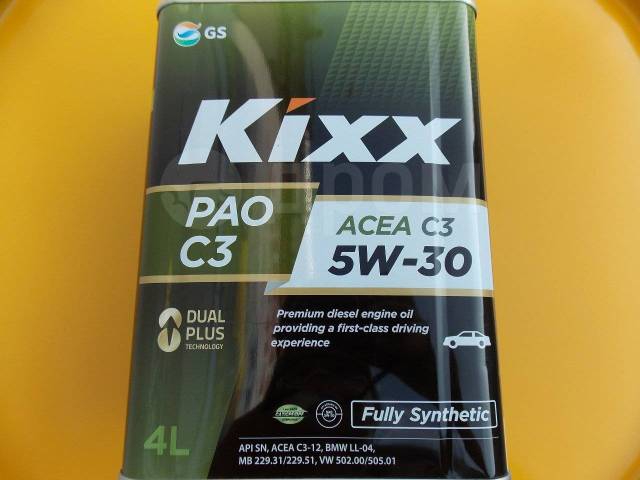 GS
Kixx
PAO
C3
ACEA C3
5W-30
DUAL
PLUS
TECHNOLOGY
Premium diesel engine oil
providing a first-class driving
experience
Fully Synthetic
4L
API SN, ACEA C3-12, BMW LL-04,
MB 229.31/229.51, VW 502.00/505.01